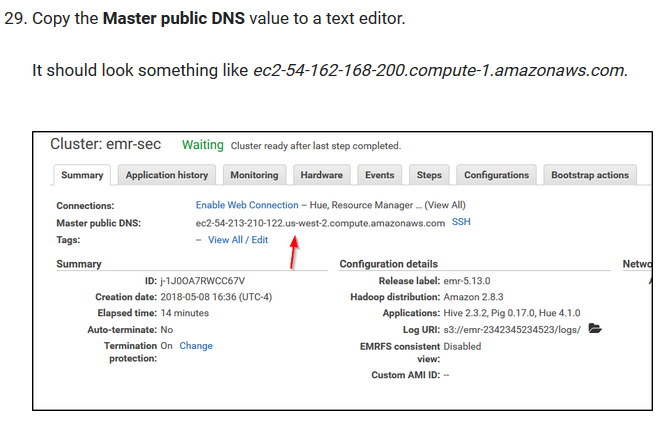 29. Copy the Master public DNS value to a text editor.
It should look something like ec2-54-162-168-200.compute-1.amazonaws.com.
Cluster: emr-sec Waiting Cluster ready after last step completed.
Summary Application history Monitoring Hardware Events Steps Configurations Bootstrap actions
Connections: Enable Web Connection – Hue, Resource Manager ... (View All)
Master public DNS: ec2-54-213-210-122.us-west-2.compute.amazonaws.com SSH
Tags: -- View All / Edit
Summary Configuration details Netwo
ID: j-1J0OA7RWCC67V Release label: emr-5.13.0
Creation date: 2018-05-08 16:36 (UTC-4) Hadoop distribution: Amazon 2.8.3
Elapsed time: 14 minutes Applications: Hive 2.3.2, Pig 0.17.0, Hue 4.1.0
Auto-terminate: No Log URI: s3://emr-2342345234523/logs/
Termination On Change EMRFS consistent Disabled
protection: view:
Custom AMI ID: --